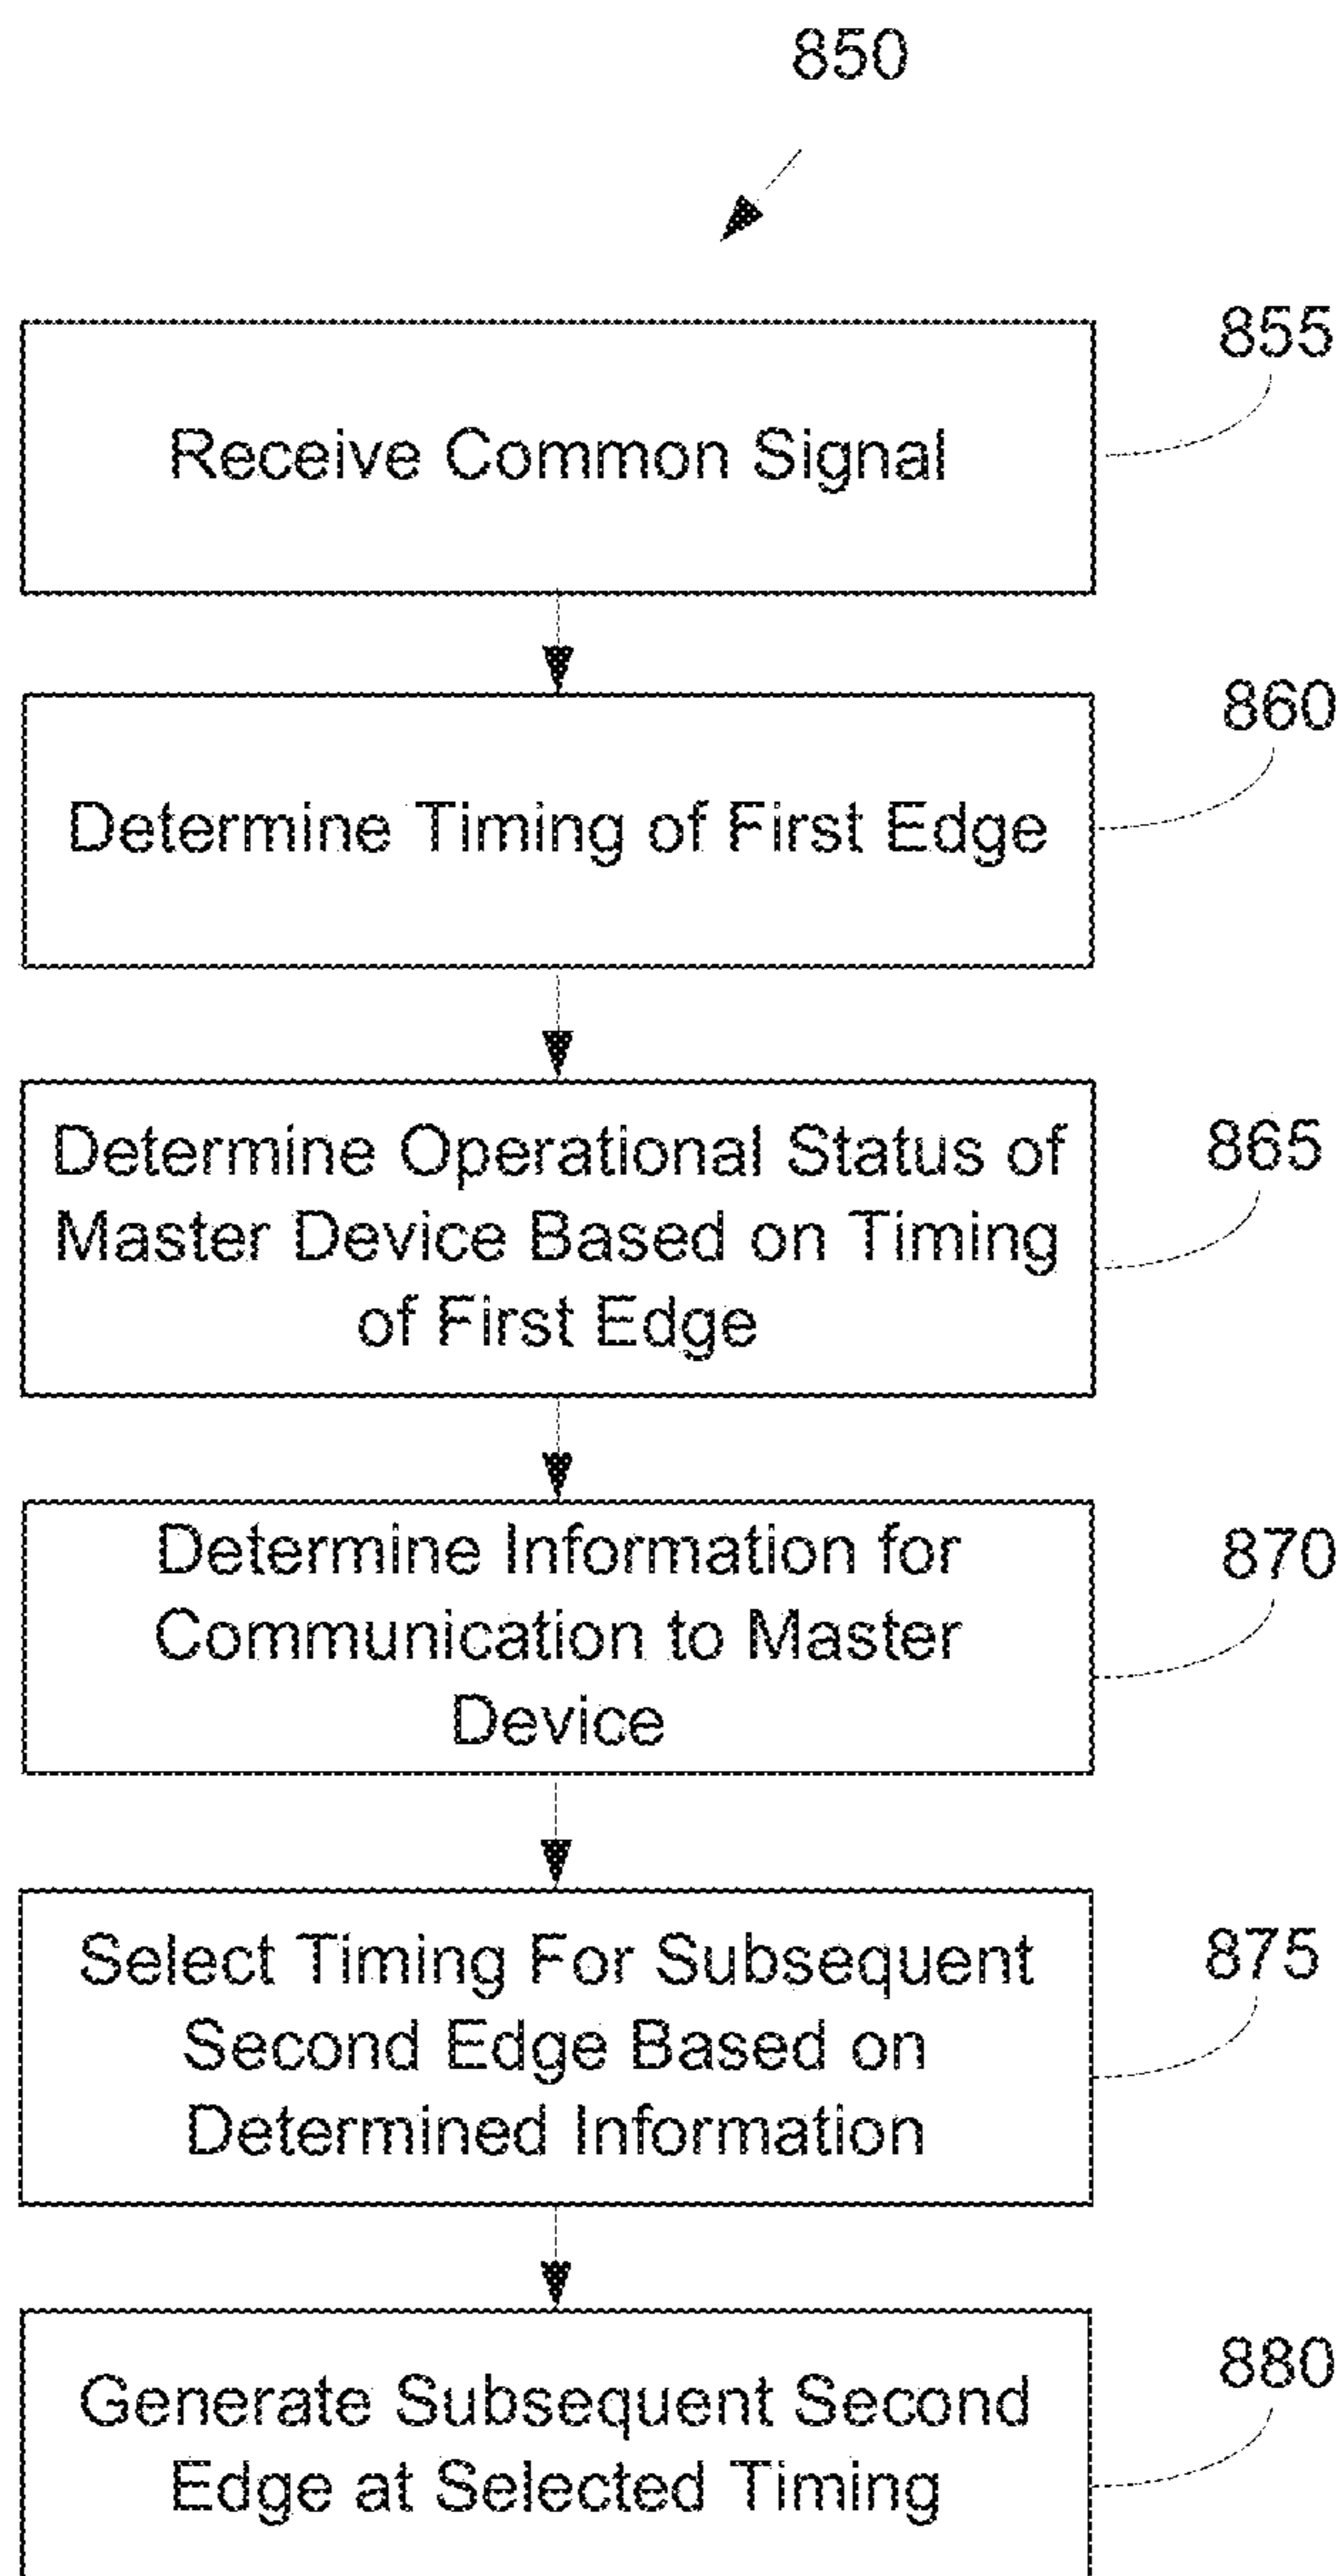 850
855
Receive Common Signal
860
Determine Timing of First Edge
865
Determine Operational Status of
Master Device Based on Timing
of First Edge
870
Determine Information for
Communication to Master
Device
875
Select Timing For Subsequent
Second Edge Based on
Determined Information
880
Generate Subsequent Second
Edge at Selected Timing